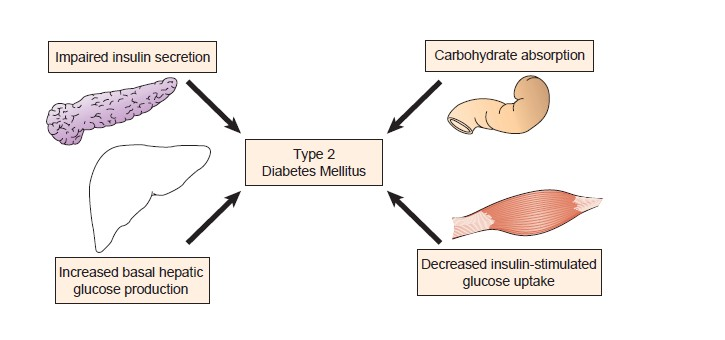 Impaired insulin secretion
Carbohydrate absorption
Type 2
Diabetes Mellitus
Increased basal hepatic
glucose production
Decreased insulin-stimulated
glucose uptake